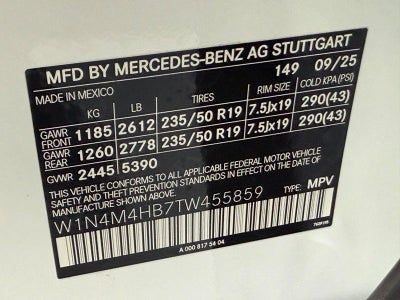 MFD BY MERCEDES-BENZ AG STUTTGART
MADE IN MEXICO 149 09/25
KG LB TIRES RIM SIZE COLD KPA (PSI)
GAWR FRONT 1185 2612 235/50 R19 7.5Jx19 290(43)
GAWR REAR 1260 2778 235/50 R19 7.5Jx19 290(43)
GVWR 2445 5390
THIS VEHICLE CONFORMS TO ALL APPLICABLE FEDERAL MOTOR VEHICLE
SAFETY AND THEFT PREVENTION STANDARDS IN EFFECT ON THE DATE OF
MANUFACTURE SHOWN ABOVE.
W1N4M4HB7TW455859 TYPE: MPV
A 000 817 54 04